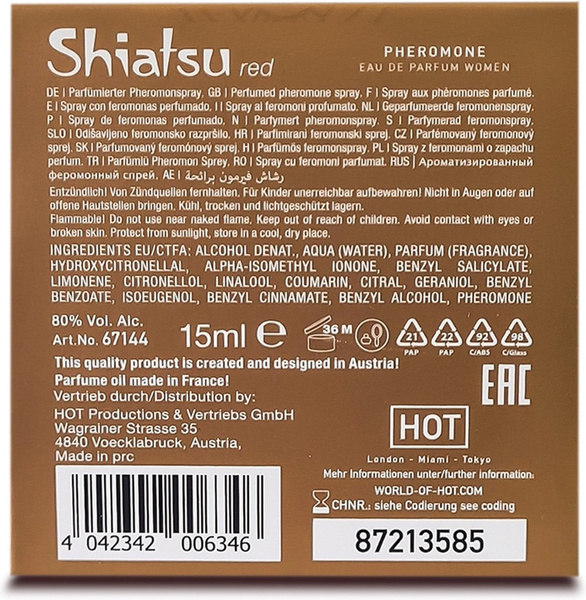 Shiatsu red
PHEROMONE
EAU DE PARFUM WOMEN
DE | Parfümierter Pheromonspray. GB | Perfumed pheromone spray. F | Spray aux phéromones parfumé.
E | Spray con feromonas perfumado. I | Spray al feromoni profumato. NL | Geparfumeerde feromonenspray.
P | Spray de feromonas perfumado. N | Parfymert feromonspray. S | Parfymerad feromonspray.
SLO | Odišavljeno feromonsko razpršilo. HR | Parfimirani feromonski sprej. CZ | Parfémovaný feromonový
sprej. SK | Parfumovaný feromónový sprej. H | Parfümös feromonspray. PL | Spray z feromonami o zapachu
perfum. TR | Parfümlü Pheromon Sprey. RO | Spray cu feromoni parfumat. RUS | Ароматизированный
феромонный спрей. AE | رشاش فيرمون برائحة
Entzündlich! Von Zündquellen fernhalten. Für Kinder unerreichbar aufbewahren! Nicht in Augen oder auf
offene Hautstellen bringen, Kühl, trocken und lichtgeschützt lagern.
Flammable! Do not use near naked flame. Keep out of reach of children. Avoid contact with eyes or
broken skin. Protect from sunlight, store in a cool, dry place.
INGREDIENTS EU/CTFA: ALCOHOL DENAT., AQUA (WATER), PARFUM (FRAGRANCE),
HYDROXYCITRONELLAL, ALPHA-ISOMETHYL IONONE, BENZYL SALICYLATE,
LIMONENE, CITRONELLOL, LINALOOL, COUMARIN, CITRAL, GERANIOL, BENZYL
BENZOATE, ISOEUGENOL, BENZYL CINNAMATE, BENZYL ALCOHOL, PHEROMONE
80% Vol. Alc.
Art.No. 67144
15ml e
36 M
21 PAP
22 PAP
92 C/ABS
98 C/Glass
This quality product is created and designed in Austria!
Parfume oil made in France!
Vertrieb durch/Distribution by:
HOT Productions & Vertriebs GmbH
Wagrainer Strasse 35
4840 Voecklabruck, Austria,
Made in prc
EAC
HOT
London - Miami - Tokyo
Mehr Informationen unter/further information:
WORLD-OF-HOT.COM
CHNR.: siehe Codierung see coding
4 042342 006346
87213585